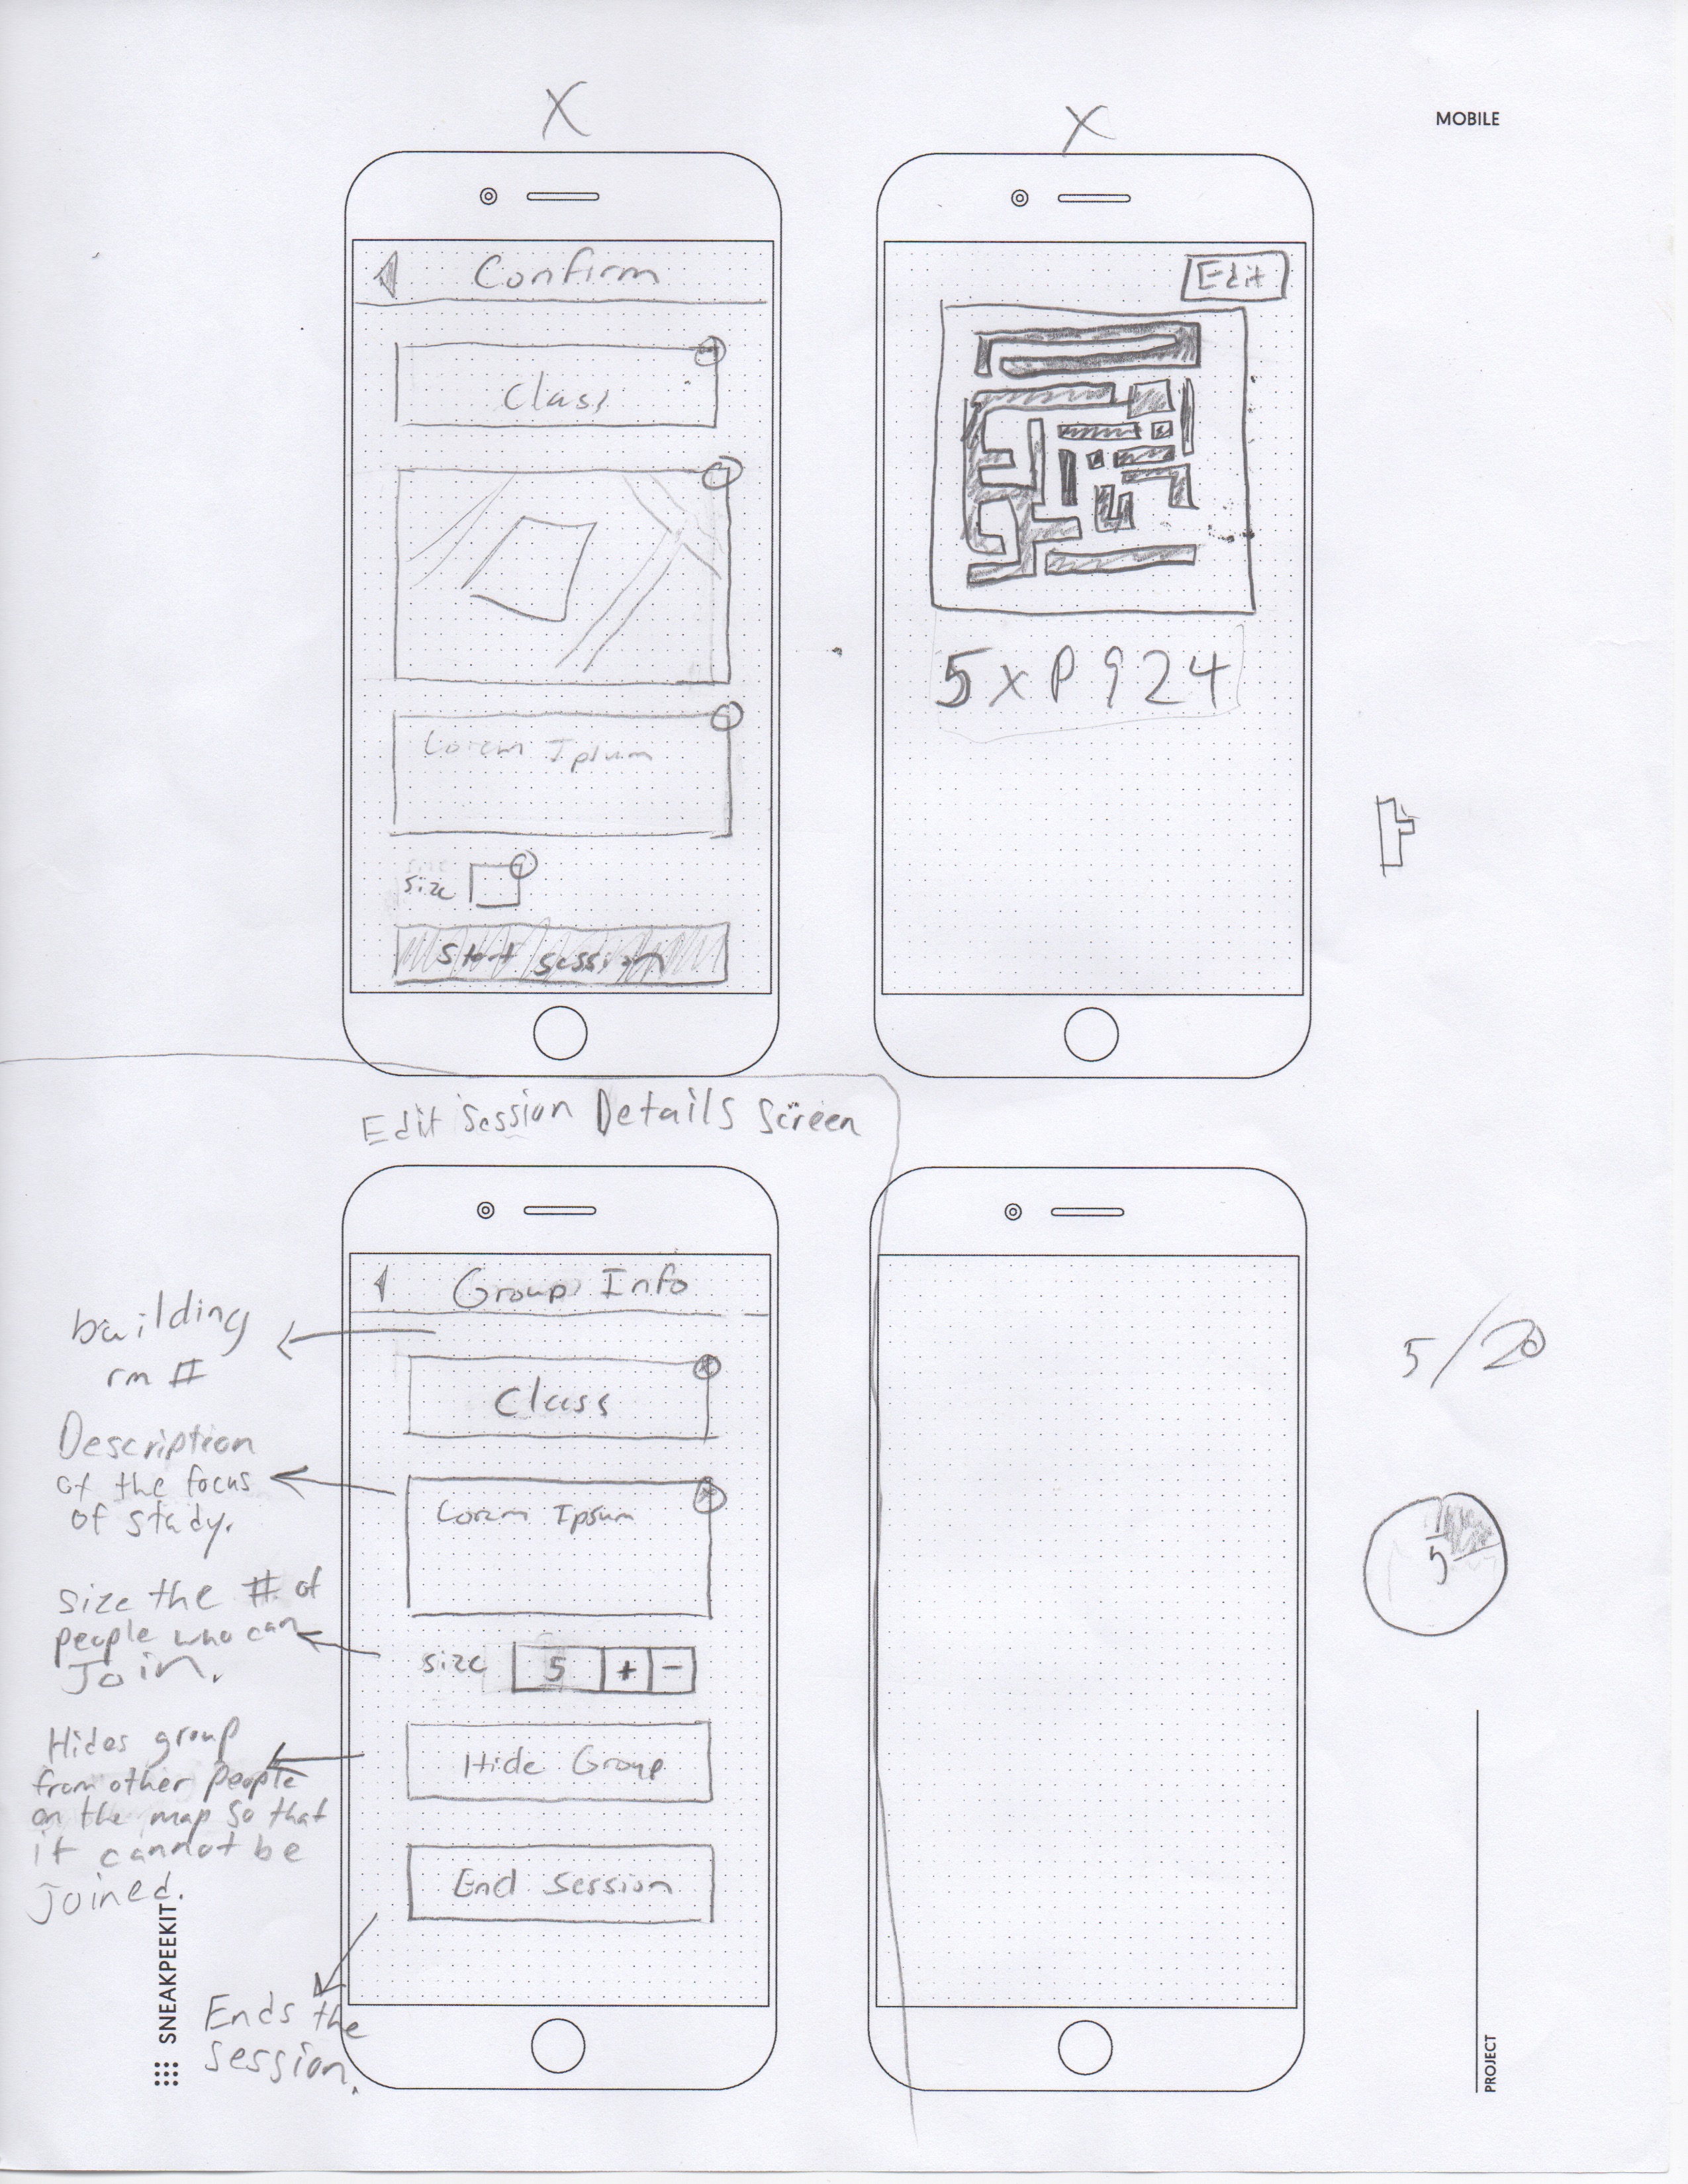 X
X
MOBILE
Confirm
Class
Lorem Ipsum
size
Start session
Edit
5xP924
Edit Session Details Screen
Group Info
Class
Lorem Ipsum
size 5 + -
Hide Group
End Session
building
rm #
Description
of the focus
of study.
size the # of
people who can
Join.
Hides group
from other people
on the map so that
it cannot be
joined.
Ends the
session.
5/20
5
SNEAKPEEKIT
PROJECT